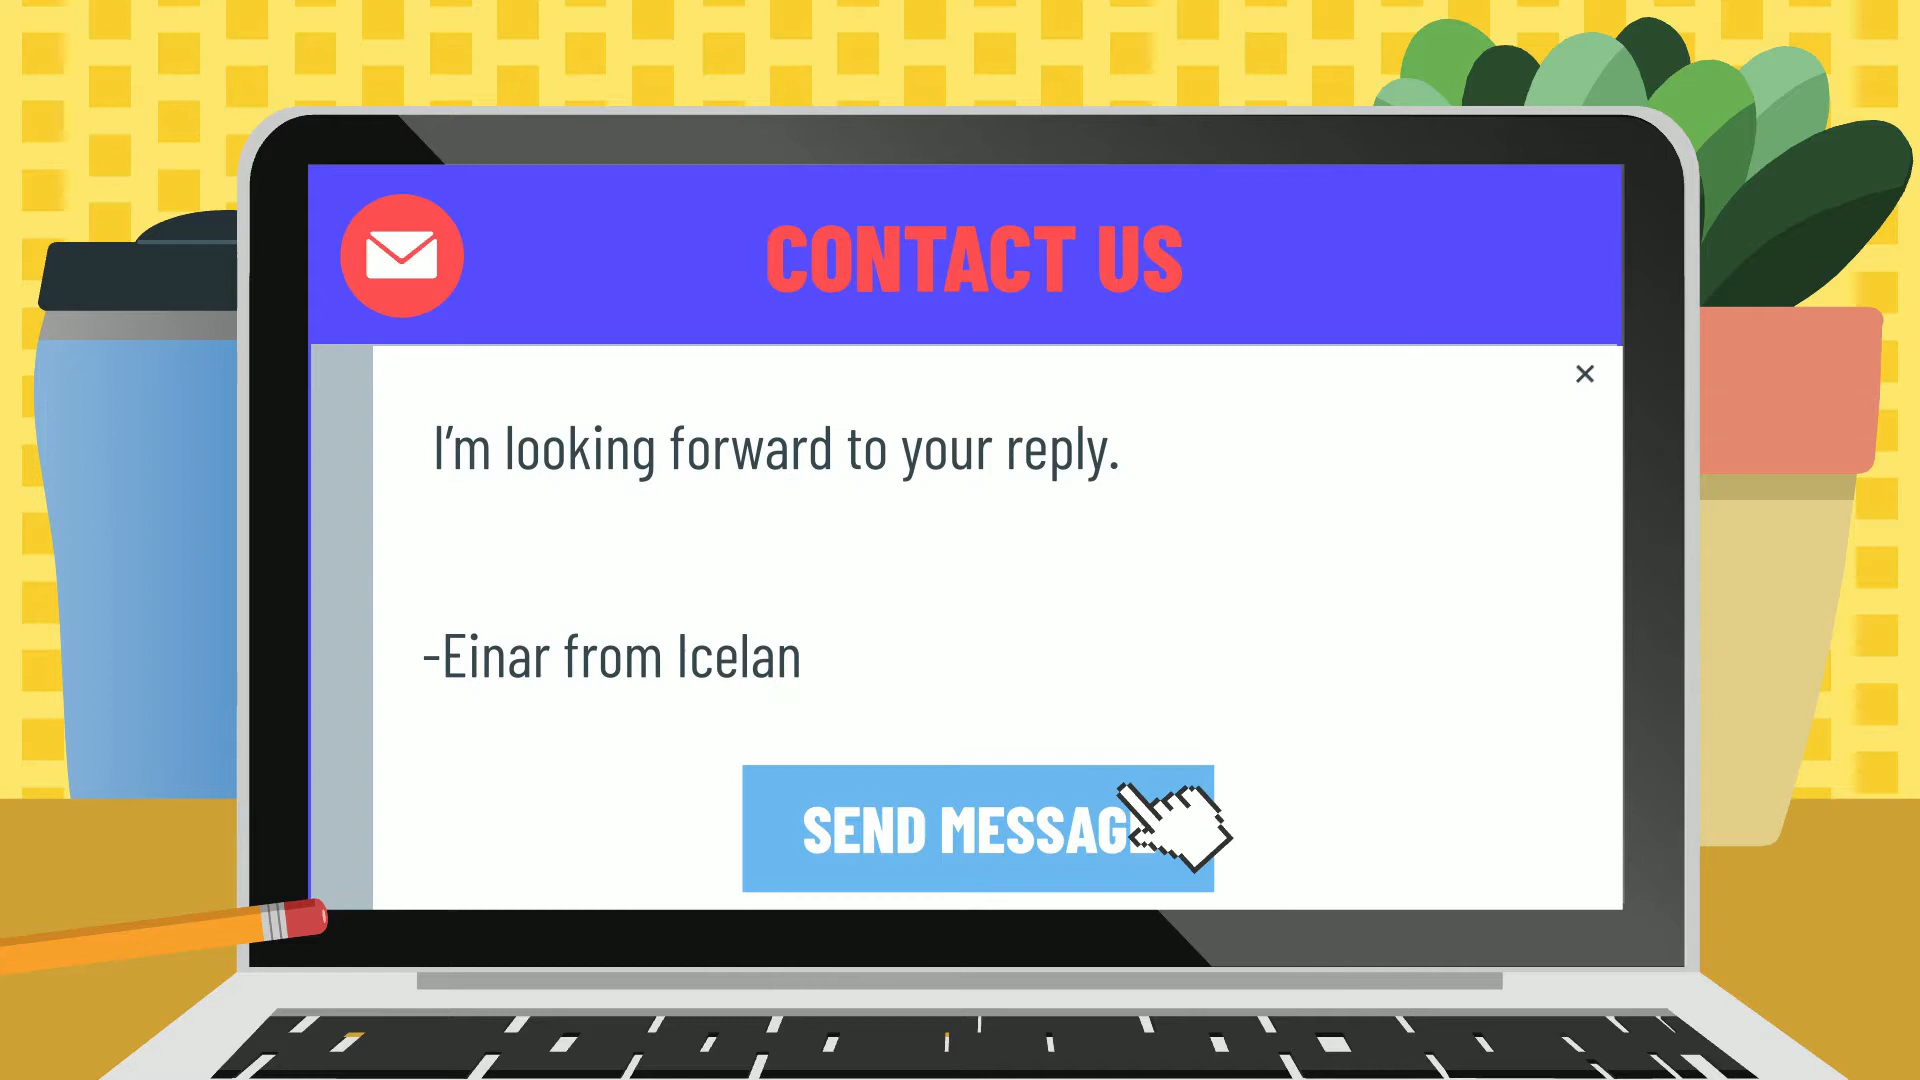 CONTACT US
I'm looking forward to your reply.
-Einar from Icelan
SEND MESSAGE